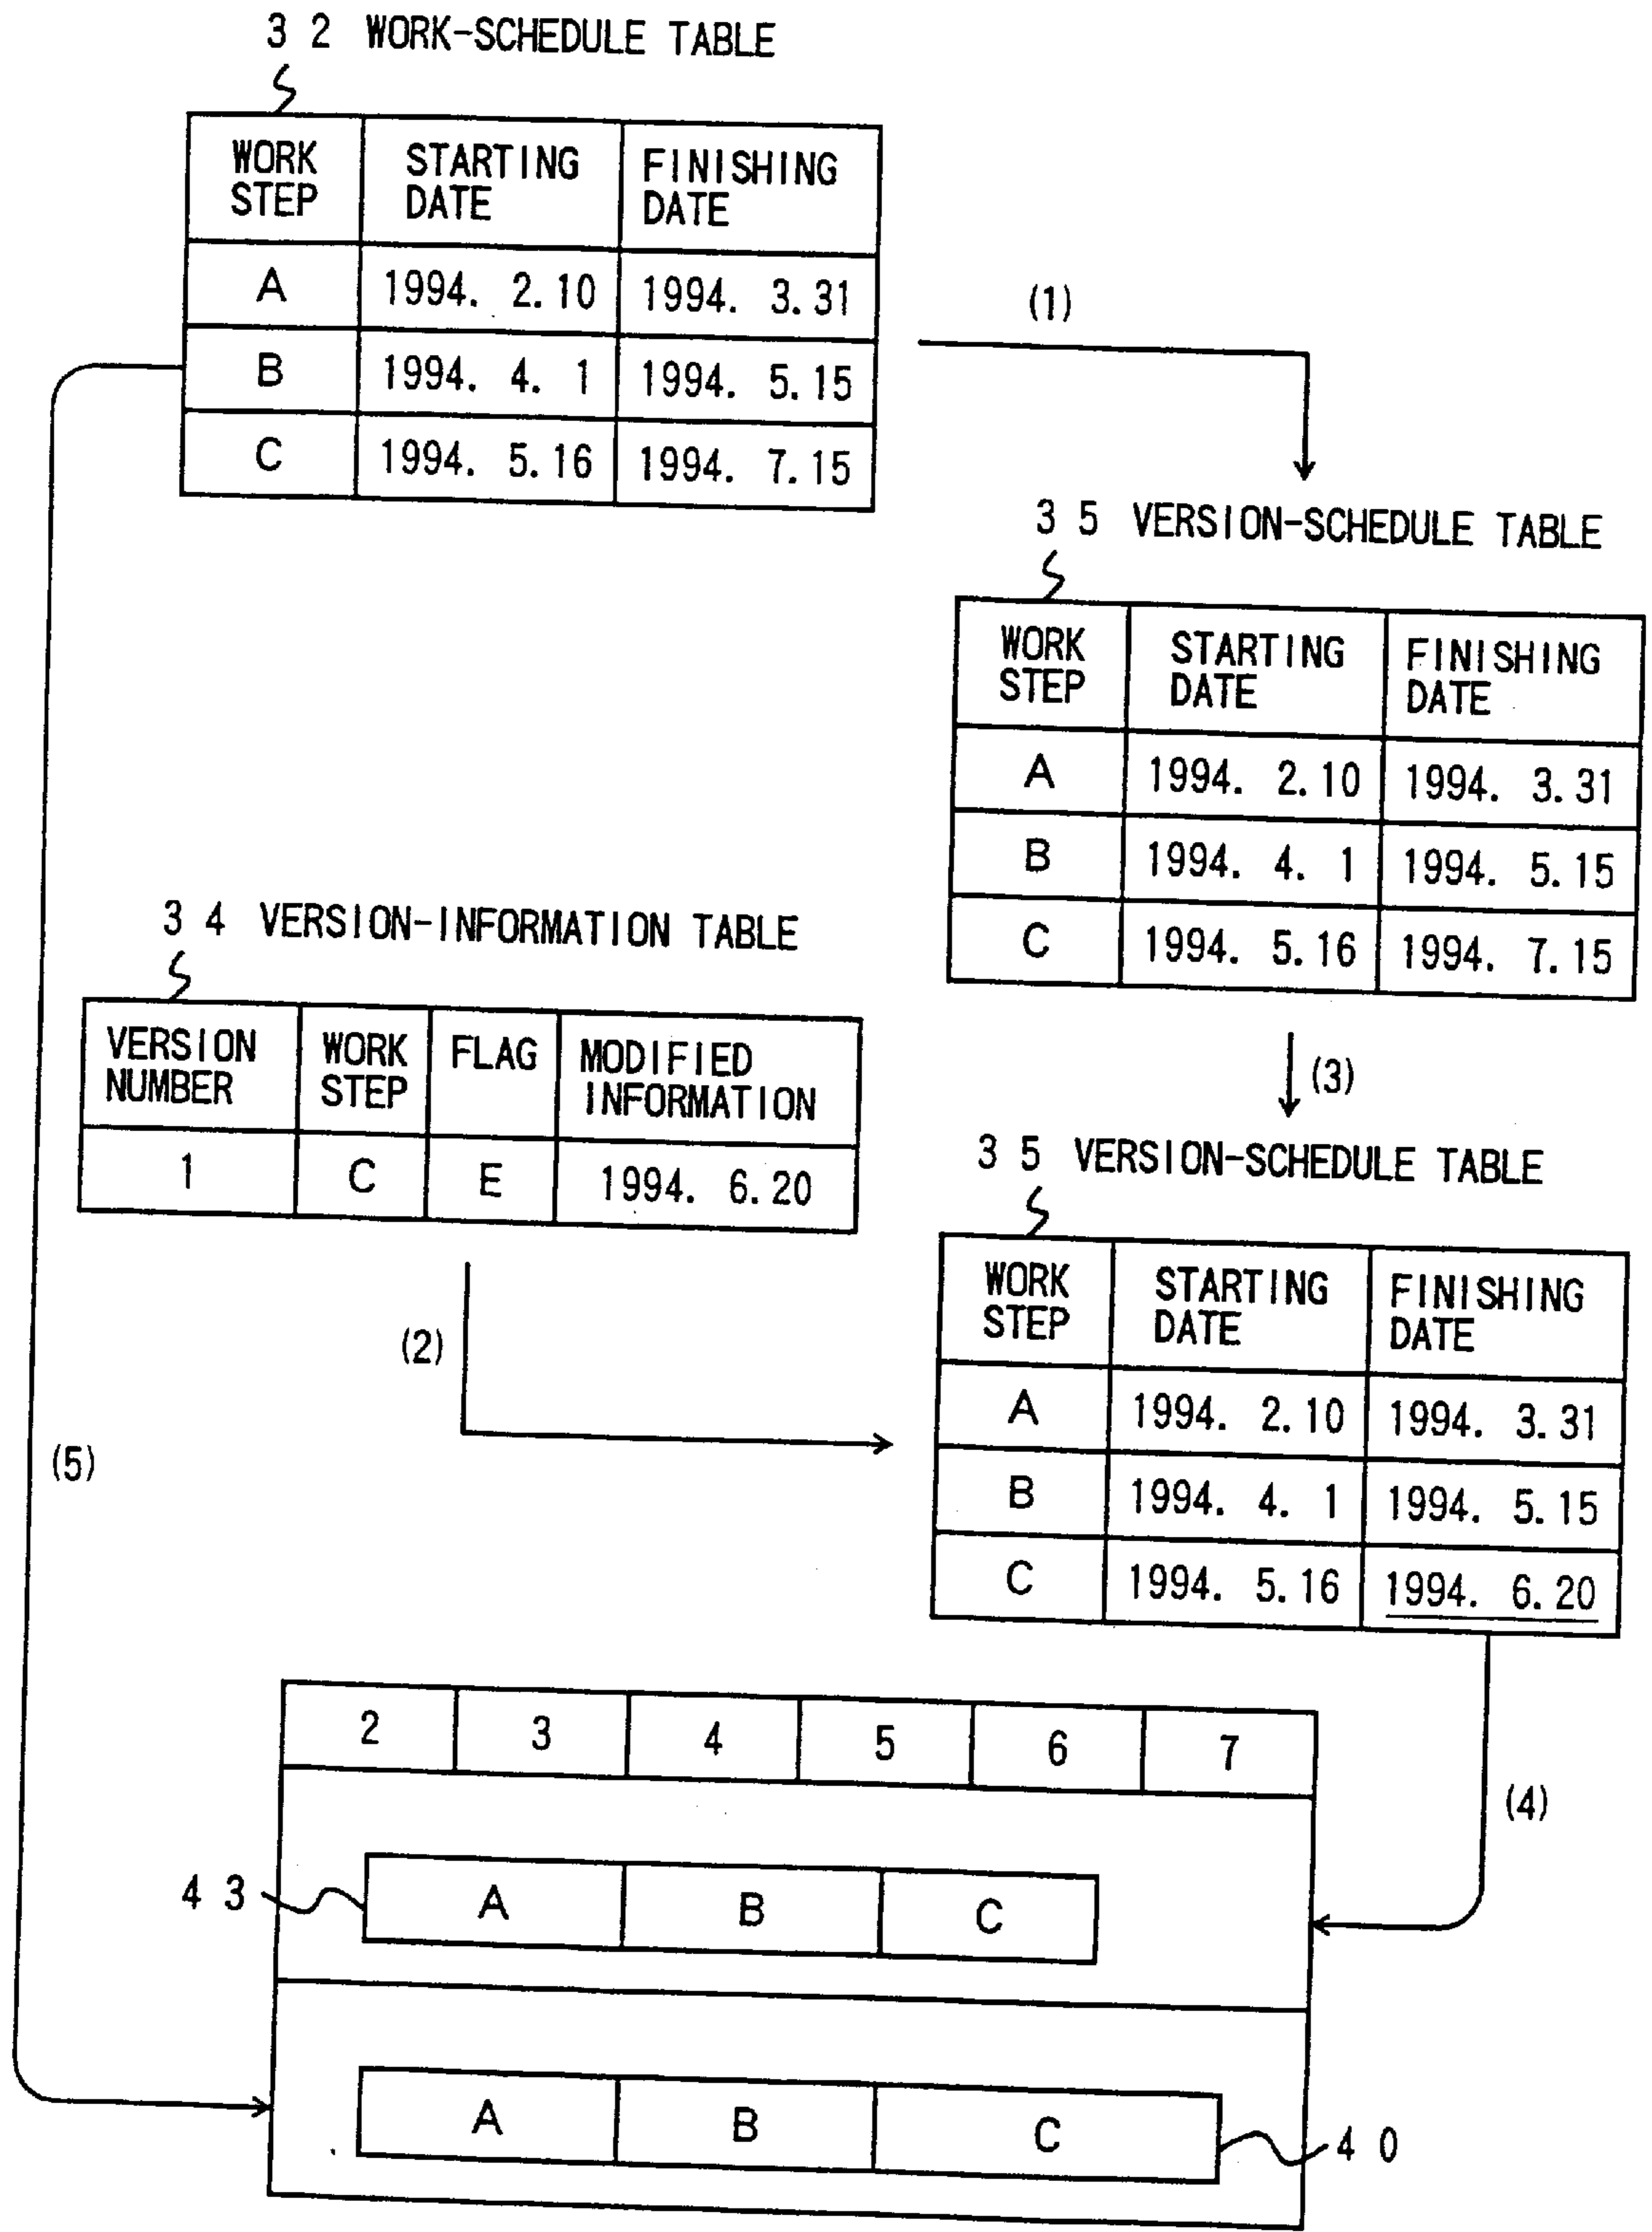 3 2 WORK-SCHEDULE TABLE
WORK STEP STARTING DATE FINISHING DATE
A 1994. 2.10 1994. 3.31
B 1994. 4. 1 1994. 5.15
C 1994. 5.16 1994. 7.15
(1)
3 5 VERSION-SCHEDULE TABLE
WORK STEP STARTING DATE FINISHING DATE
A 1994. 2.10 1994. 3.31
B 1994. 4. 1 1994. 5.15
C 1994. 5.16 1994. 7.15
3 4 VERSION-INFORMATION TABLE
VERSION NUMBER WORK STEP FLAG MODIFIED INFORMATION
1 C E 1994. 6.20
(3)
(2)
3 5 VERSION-SCHEDULE TABLE
WORK STEP STARTING DATE FINISHING DATE
A 1994. 2.10 1994. 3.31
B 1994. 4. 1 1994. 5.15
C 1994. 5.16 1994. 6.20
(5)
2 3 4 5 6 7
(4)
4 3 A B C
A B C 4 0